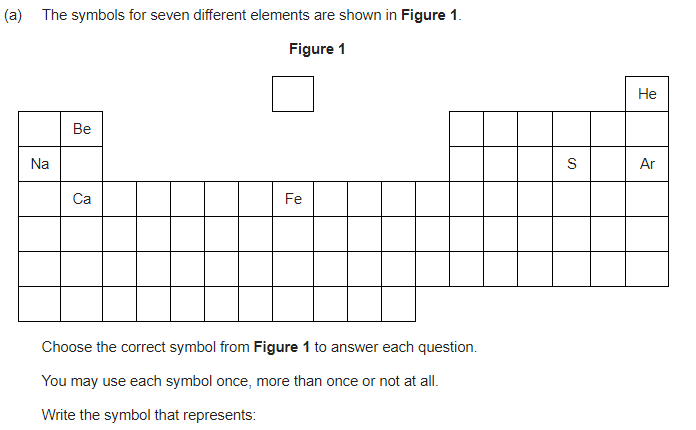 (a) The symbols for seven different elements are shown in Figure 1.
Figure 1
He
Be
Na S Ar
Ca Fe
Choose the correct symbol from Figure 1 to answer each question.
You may use each symbol once, more than once or not at all.
Write the symbol that represents: